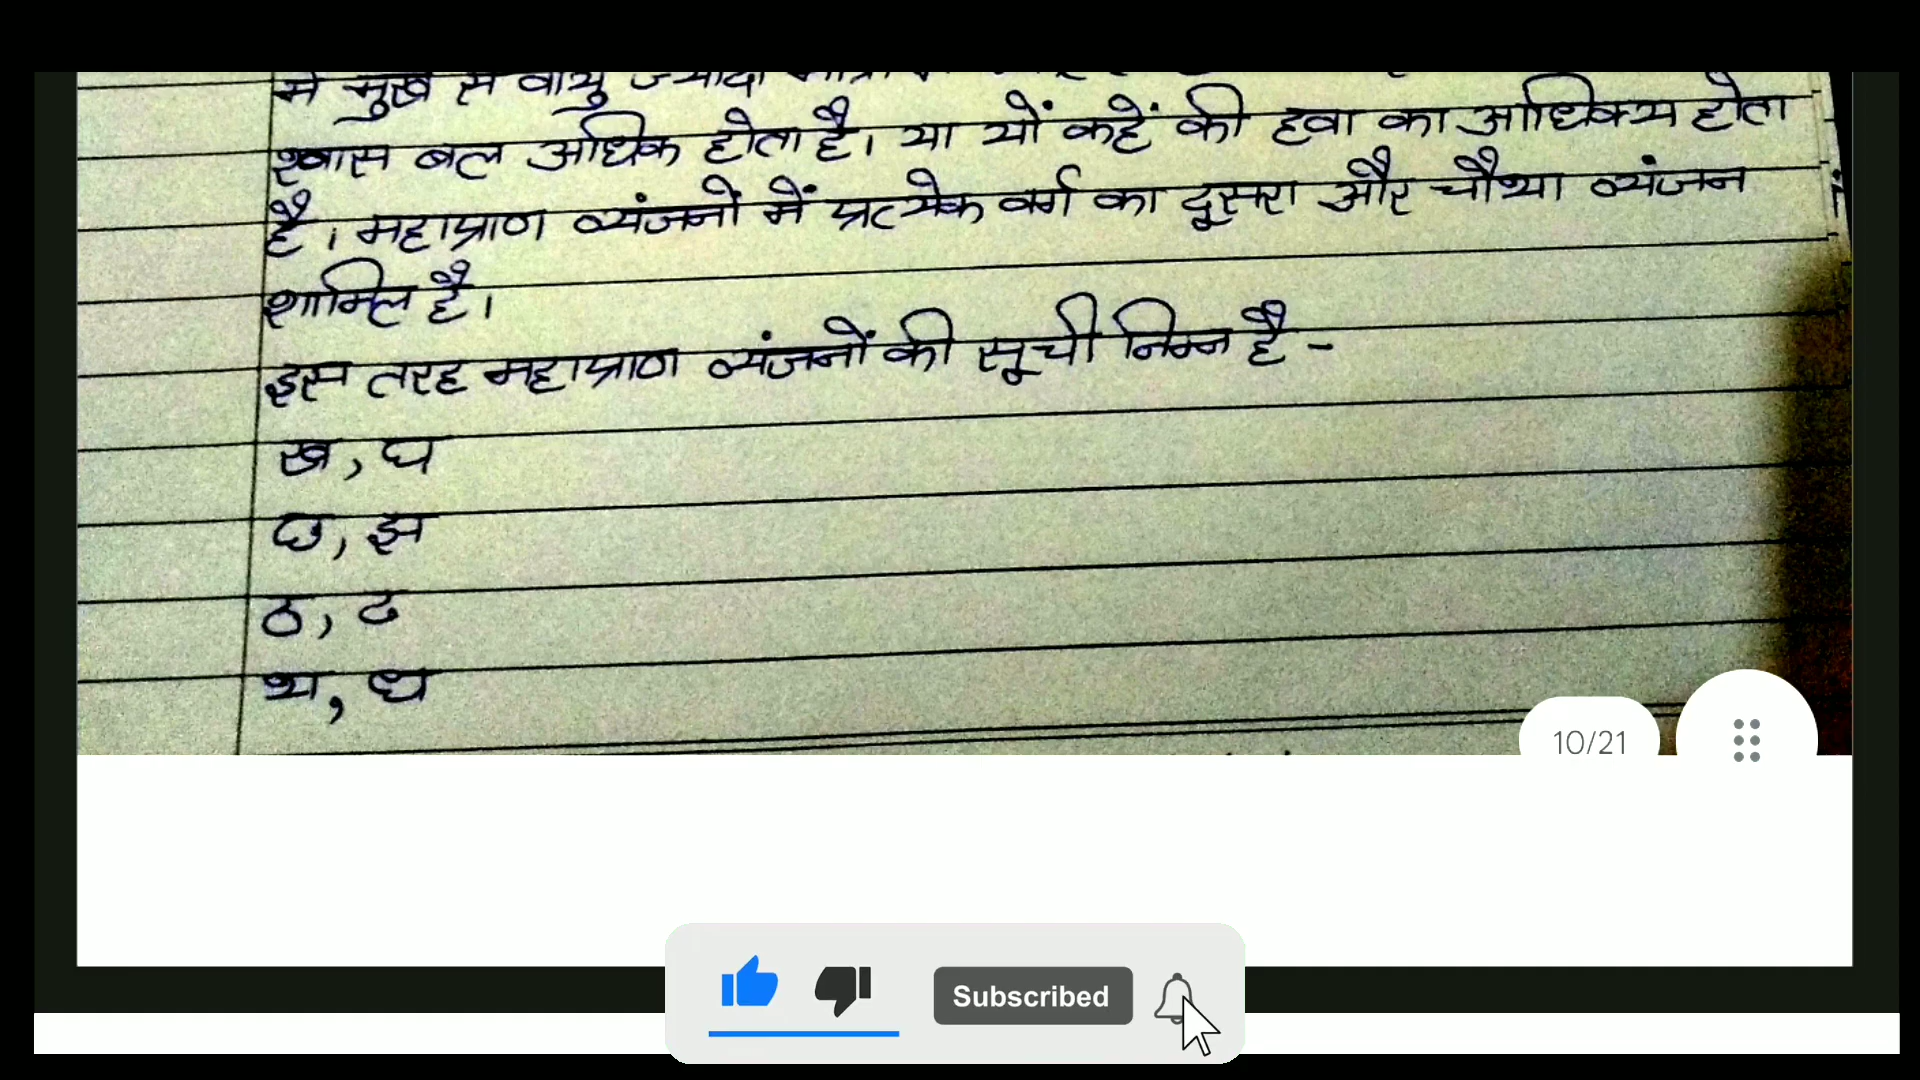 में मुख से वायु ज्यादा
श्वास बल अधिक होता है। या यों कहें की हवा का आधिक्य होता
है। महाप्राण व्यंजनों में प्रत्येक वर्ग का दूसरा और चौथा व्यंजन
शामिल है।
इस तरह महाप्राण व्यंजनों की सूची निम्न है -
ख, घ
छ, झ
ठ, ढ
थ, ध
10/21
Subscribed